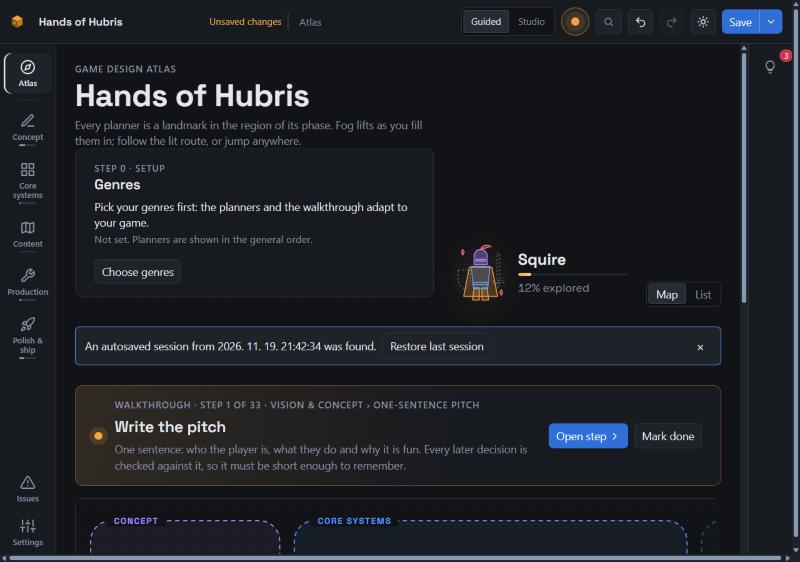 Hands of Hubris
Unsaved changes
Atlas
Guided
Studio
Save
3
Atlas
Concept
Core
systems
Content
Production
Polish &
ship
Issues
Settings
GAME DESIGN ATLAS
Hands of Hubris
Every planner is a landmark in the region of its phase. Fog lifts as you fill
them in; follow the lit route, or jump anywhere.
STEP 0 · SETUP
Genres
Pick your genres first: the planners and the walkthrough adapt to
your game.
Not set. Planners are shown in the general order.
Choose genres
Squire
12% explored
Map
List
An autosaved session from 2026. 11. 19. 21:42:34 was found.
Restore last session
×
WALKTHROUGH · STEP 1 OF 33 · VISION & CONCEPT › ONE-SENTENCE PITCH
Write the pitch
One sentence: who the player is, what they do and why it is fun. Every later decision is
checked against it, so it must be short enough to remember.
Open step ›
Mark done
CONCEPT
CORE SYSTEMS